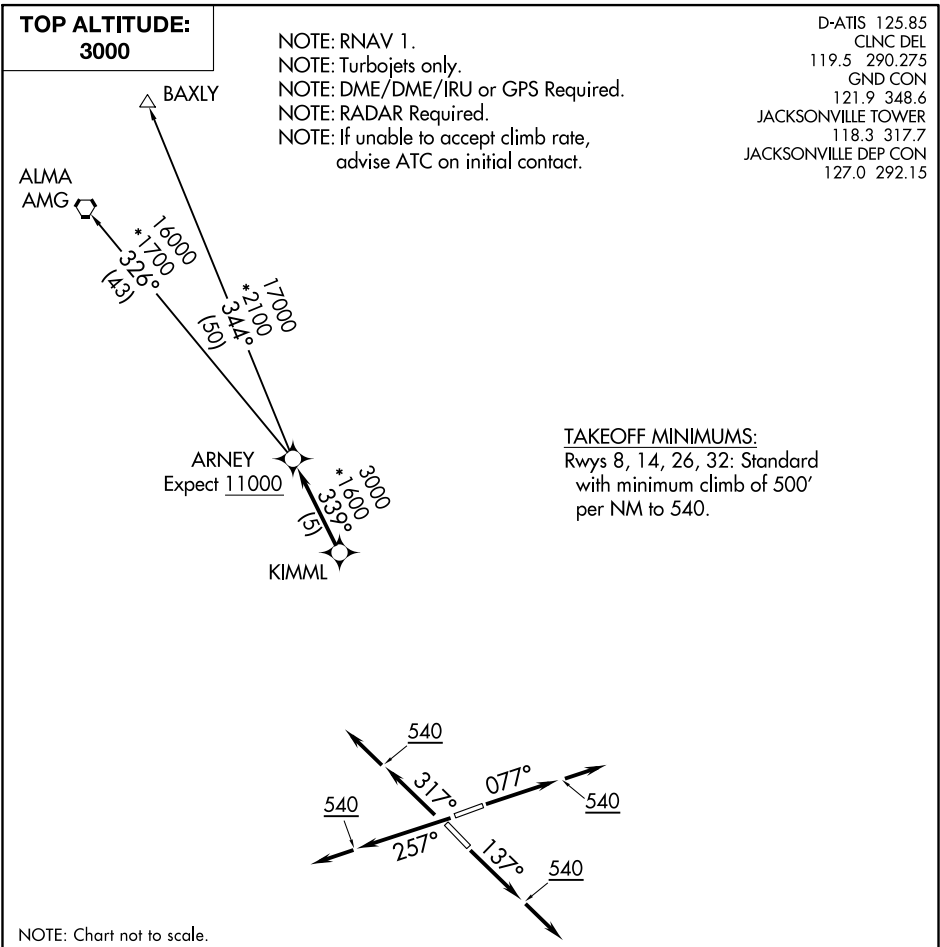 TOP ALTITUDE:
3000
NOTE: RNAV 1.
NOTE: Turbojets only.
NOTE: DME/DME/IRU or GPS Required.
NOTE: RADAR Required.
NOTE: If unable to accept climb rate,
advise ATC on initial contact.
D-ATIS 125.85
CLNC DEL
119.5 290.275
GND CON
121.9 348.6
JACKSONVILLE TOWER
118.3 317.7
JACKSONVILLE DEP CON
127.0 292.15
BAXLY
ALMA
AMG
16000
*1700
326°
(43)
17000
*2100
344°
(50)
ARNEY
Expect 11000
3000
*1600
339°
(5)
KIMML
TAKEOFF MINIMUMS:
Rwys 8, 14, 26, 32: Standard
with minimum climb of 500'
per NM to 540.
540
317°
077°
540
540
257°
137°
540
NOTE: Chart not to scale.